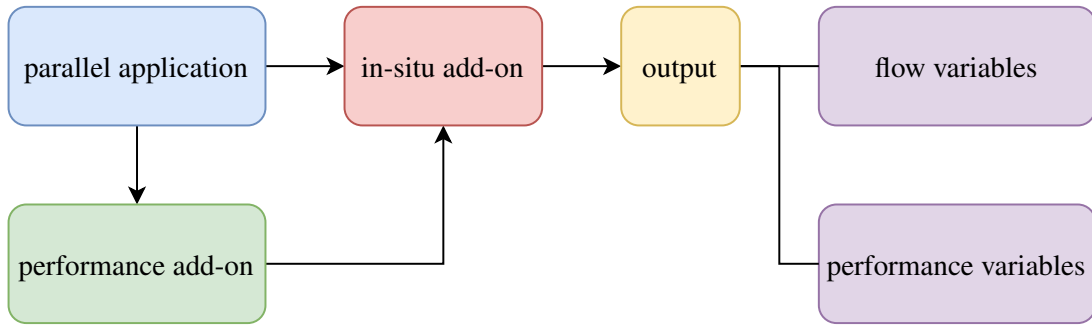 parallel application
in-situ add-on
output
flow variables
performance add-on
performance variables